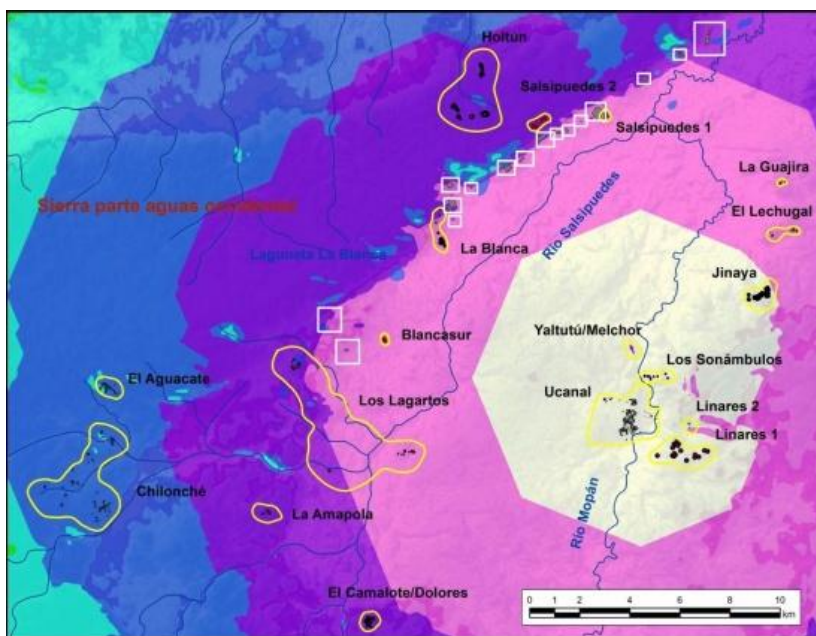 Holtun
Salsipuedes 2
Salsipuedes 1
La Guajira
Sierra parte aguas occidental
Río Salsipuedes
El Lechugal
La Blanca
Laguneta La Blanca
Jinaya
Blancasur
Yaltutú/Melchor
Los Sonámbulos
El Aguacate
Los Lagartos
Ucanal
Linares 2
Linares 1
Chilonché
La Amapola
Río Mopán
El Camalote/Dolores
0 1 2 4 6 8 10
km